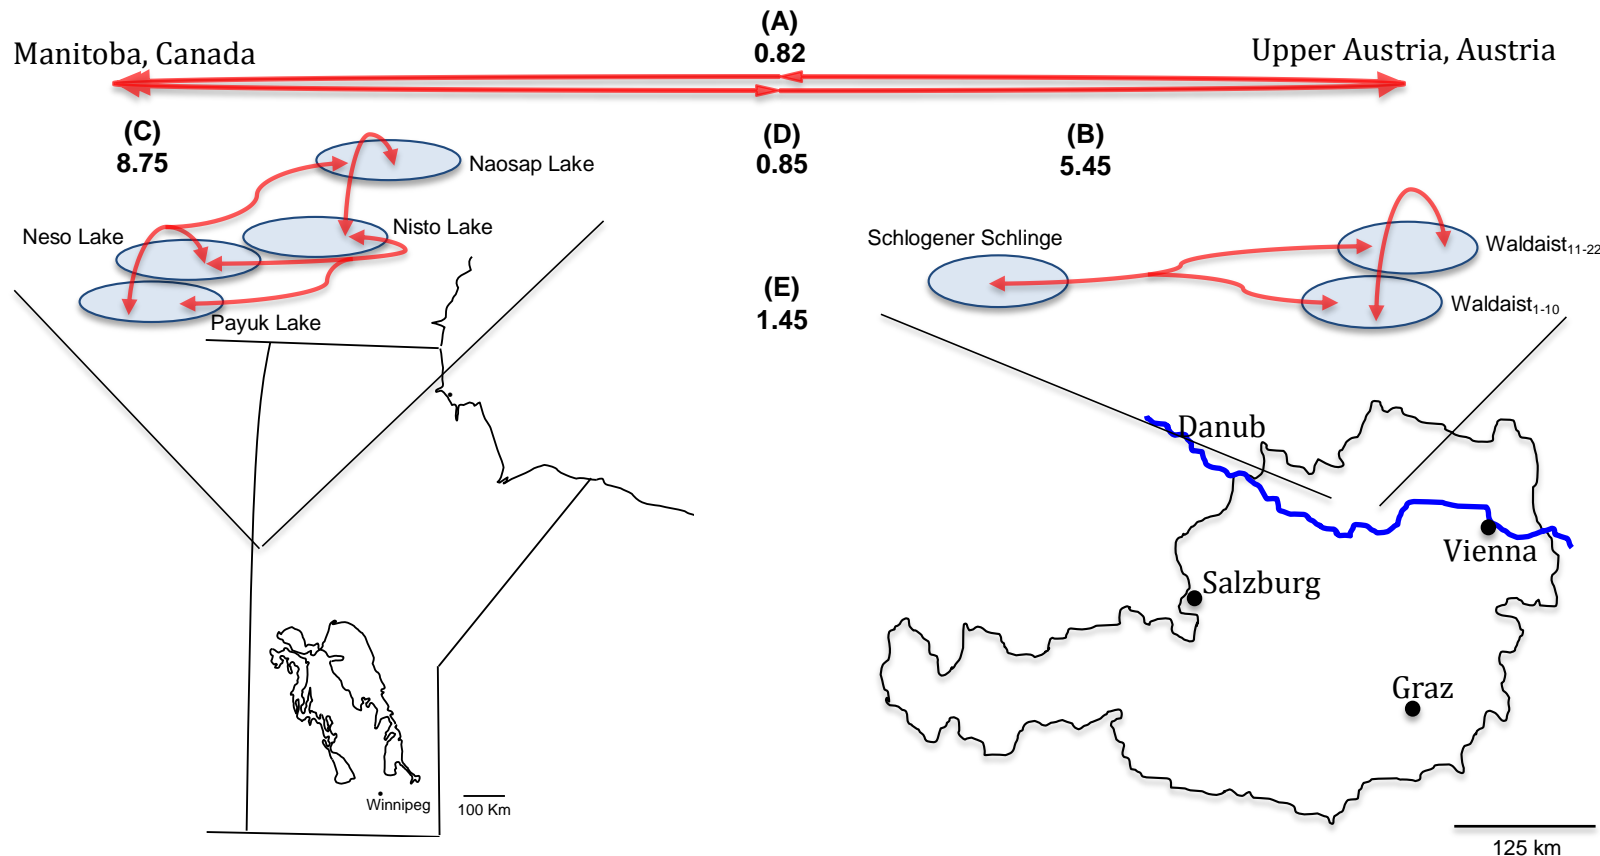 (A)
0.82
Manitoba, Canada
Upper Austria, Austria
(C)
8.75
(D)
0.85
(B)
5.45
Naosap Lake
Neso Lake
Nisto Lake
Payuk Lake
(E)
1.45
Schlogener Schlinge
Waldaist11-22
Waldaist1-10
Danub
Vienna
Salzburg
Graz
Winnipeg
100 Km
125 km